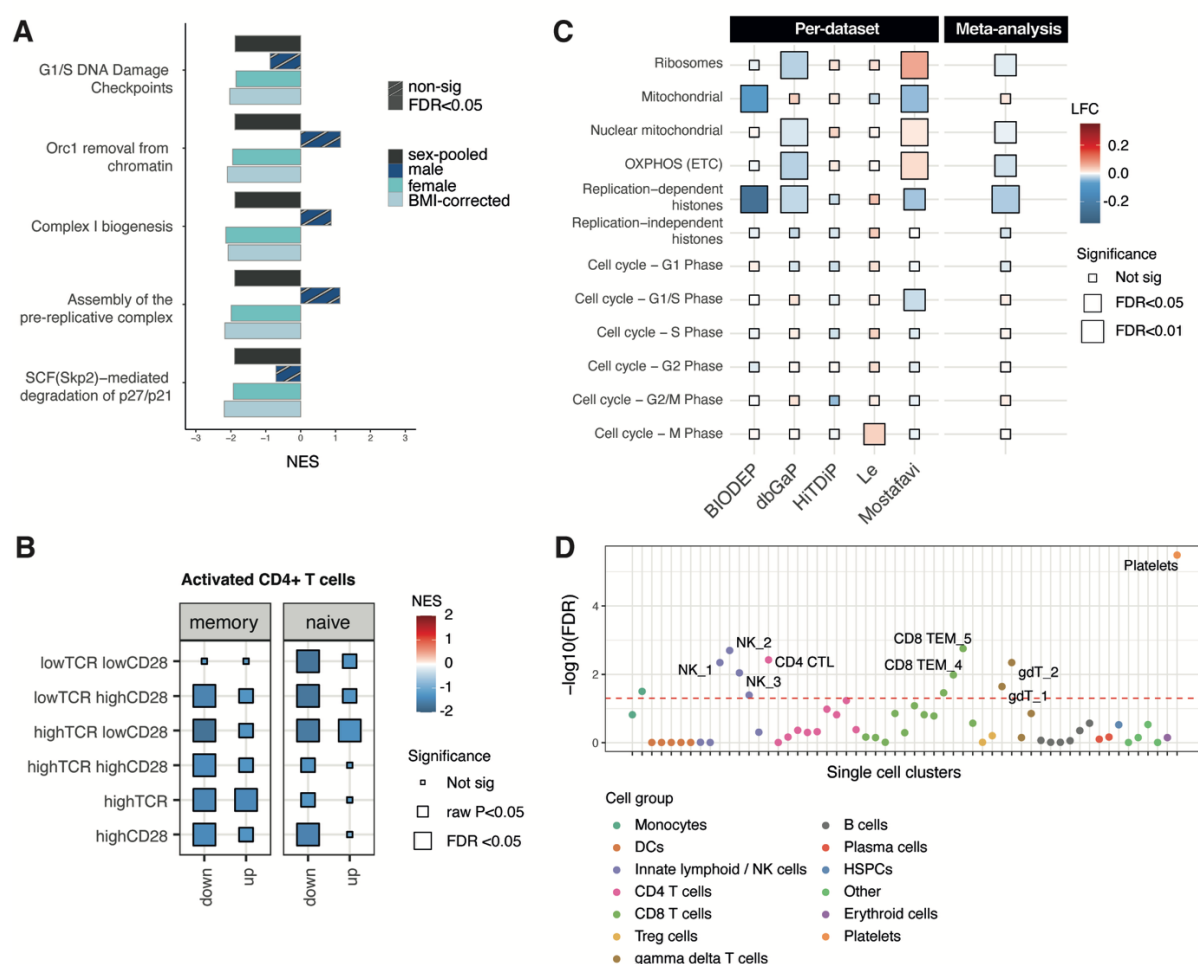 A
G1/S DNA Damage
Checkpoints
Orc1 removal from
chromatin
Complex I biogenesis
Assembly of the
pre-replicative complex
SCF(Skp2)−mediated
degradation of p27/p21
−3 −2 −1 0 1 2 3
NES
non-sig
FDR<0.05
sex-pooled
male
female
BMI-corrected
C
Per-dataset
Meta-analysis
Ribosomes
Mitochondrial
Nuclear mitochondrial
OXPHOS (ETC)
Replication−dependent
histones
Replication−independent
histones
Cell cycle − G1 Phase
Cell cycle − G1/S Phase
Cell cycle − S Phase
Cell cycle − G2 Phase
Cell cycle − G2/M Phase
Cell cycle − M Phase
BIODEP
dbGaP
HiTDiP
Le
Mostafavi
LFC
0.2
0.0
-0.2
Significance
Not sig
FDR<0.05
FDR<0.01
B
Activated CD4+ T cells
memory
naive
lowTCR lowCD28
lowTCR highCD28
highTCR lowCD28
highTCR highCD28
highTCR
highCD28
down
up
down
up
NES
2
1
0
-1
-2
Significance
Not sig
raw P<0.05
FDR <0.05
D
−log10(FDR)
4
2
0
NK_1
NK_2
NK_3
CD4 CTL
CD8 TEM_5
CD8 TEM_4
gdT_2
gdT_1
Platelets
Single cell clusters
Cell group
Monocytes
DCs
Innate lymphoid / NK cells
CD4 T cells
CD8 T cells
Treg cells
gamma delta T cells
B cells
Plasma cells
HSPCs
Other
Erythroid cells
Platelets